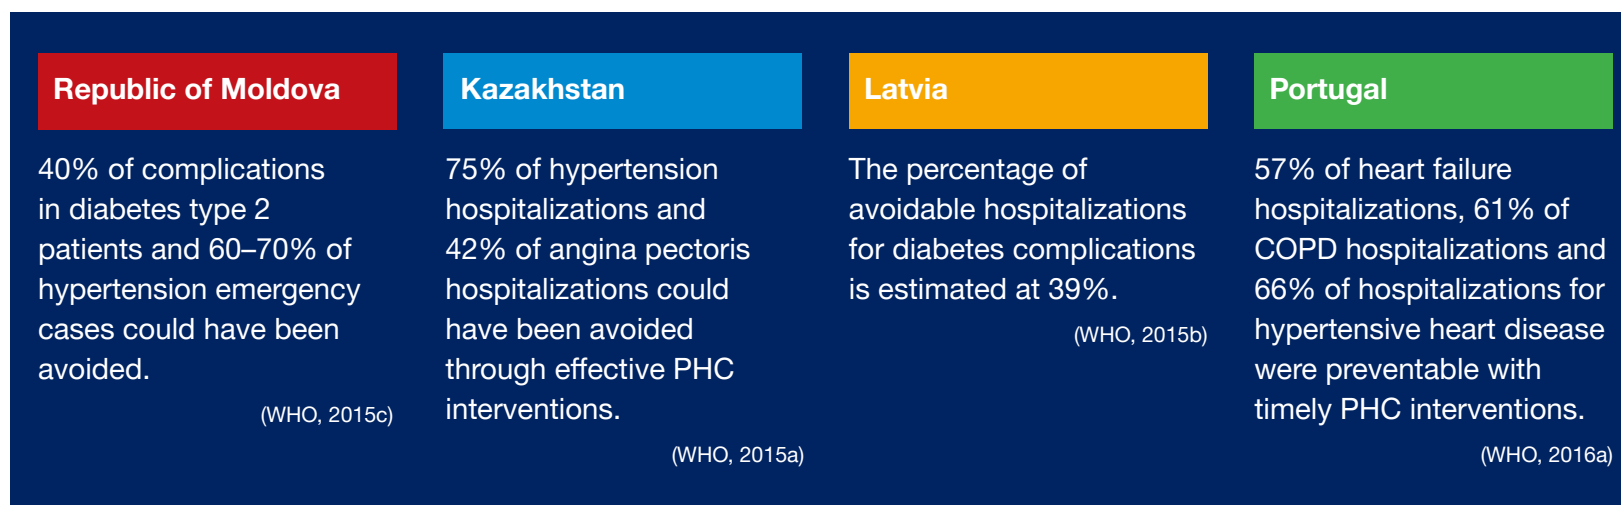 Republic of Moldova
40% of complications
in diabetes type 2
patients and 60–70% of
hypertension emergency
cases could have been
avoided.
(WHO, 2015c)
Kazakhstan
75% of hypertension
hospitalizations and
42% of angina pectoris
hospitalizations could
have been avoided
through effective PHC
interventions.
(WHO, 2015a)
Latvia
The percentage of
avoidable hospitalizations
for diabetes complications
is estimated at 39%.
(WHO, 2015b)
Portugal
57% of heart failure
hospitalizations, 61% of
COPD hospitalizations and
66% of hospitalizations for
hypertensive heart disease
were preventable with
timely PHC interventions.
(WHO, 2016a)